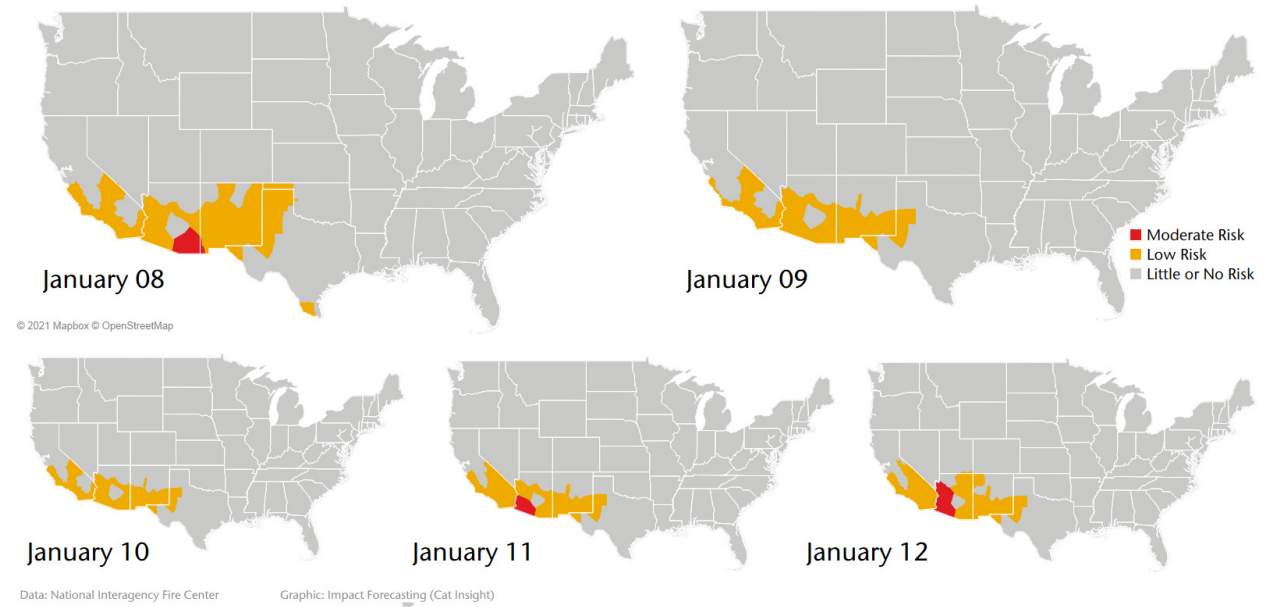 January 08
January 09
Moderate Risk
Low Risk
Little or No Risk
© 2021 Mapbox © OpenStreetMap
January 10
January 11
January 12
Data: National Interagency Fire Center
Graphic: Impact Forecasting (Cat Insight)